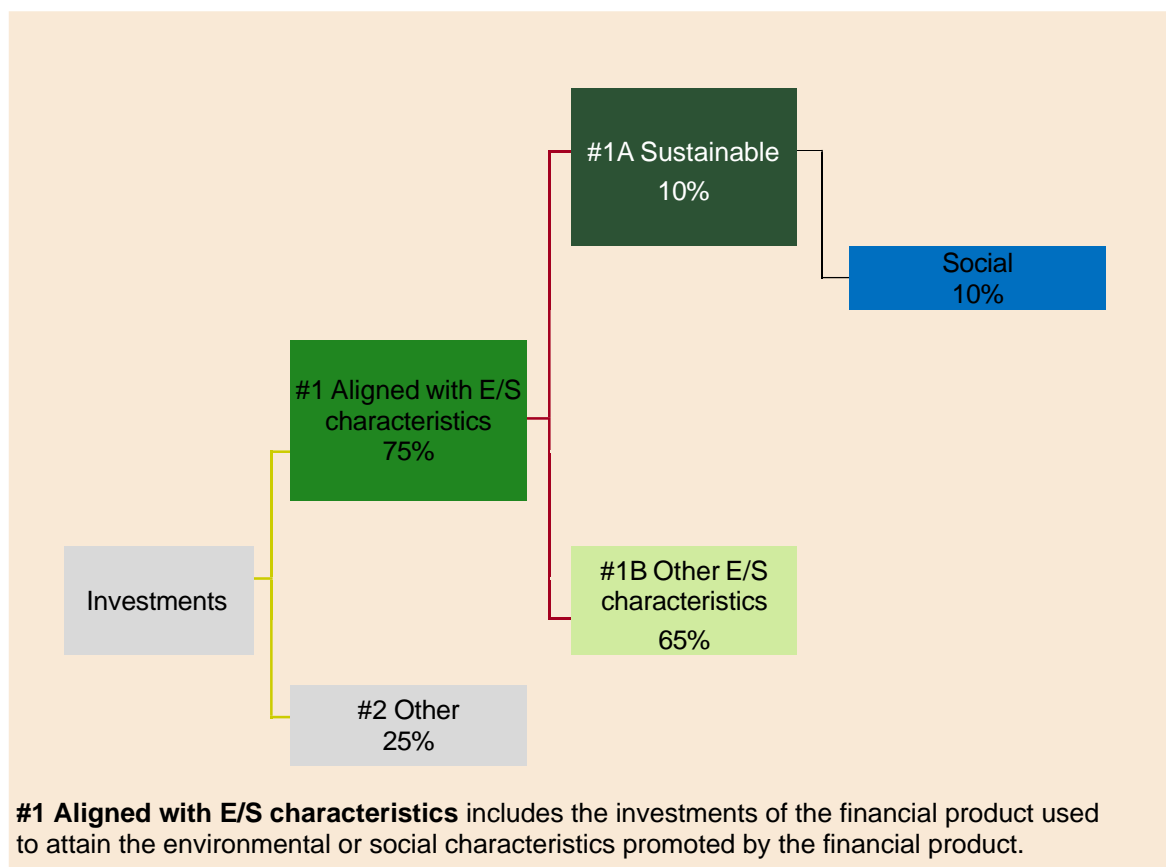 #1A Sustainable
10%
Social
10%
#1 Aligned with E/S
characteristics
75%
Investments
#1B Other E/S
characteristics
65%
#2 Other
25%
#1 Aligned with E/S characteristics includes the investments of the financial product used
to attain the environmental or social characteristics promoted by the financial product.